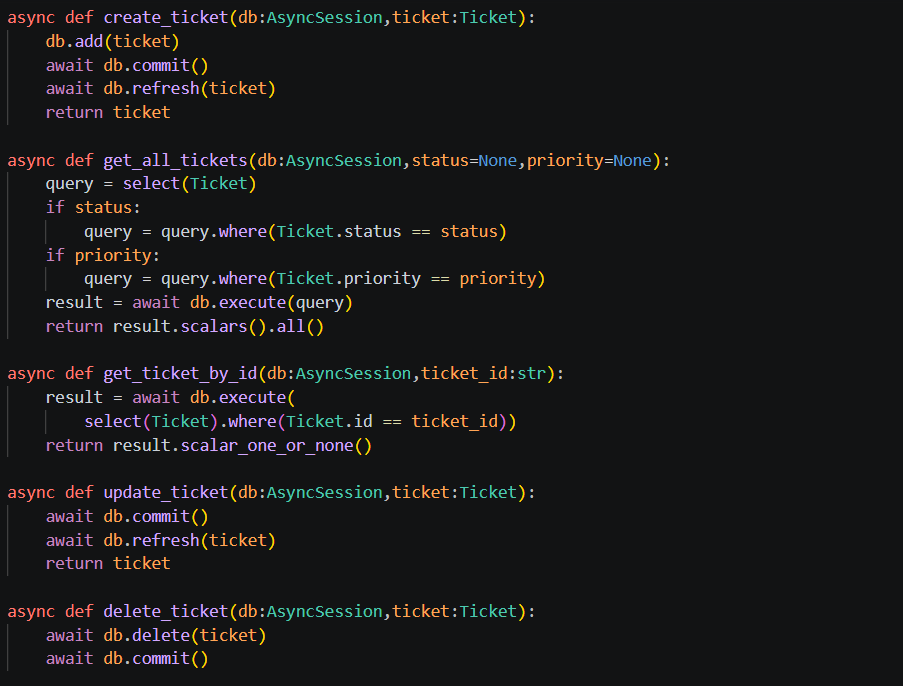 async def create_ticket(db:AsyncSession,ticket:Ticket):
    db.add(ticket)
    await db.commit()
    await db.refresh(ticket)
    return ticket

async def get_all_tickets(db:AsyncSession,status=None,priority=None):
    query = select(Ticket)
    if status:
        query = query.where(Ticket.status == status)
    if priority:
        query = query.where(Ticket.priority == priority)
    result = await db.execute(query)
    return result.scalars().all()

async def get_ticket_by_id(db:AsyncSession,ticket_id:str):
    result = await db.execute(
        select(Ticket).where(Ticket.id == ticket_id))
    return result.scalar_one_or_none()

async def update_ticket(db:AsyncSession,ticket:Ticket):
    await db.commit()
    await db.refresh(ticket)
    return ticket

async def delete_ticket(db:AsyncSession,ticket:Ticket):
    await db.delete(ticket)
    await db.commit()